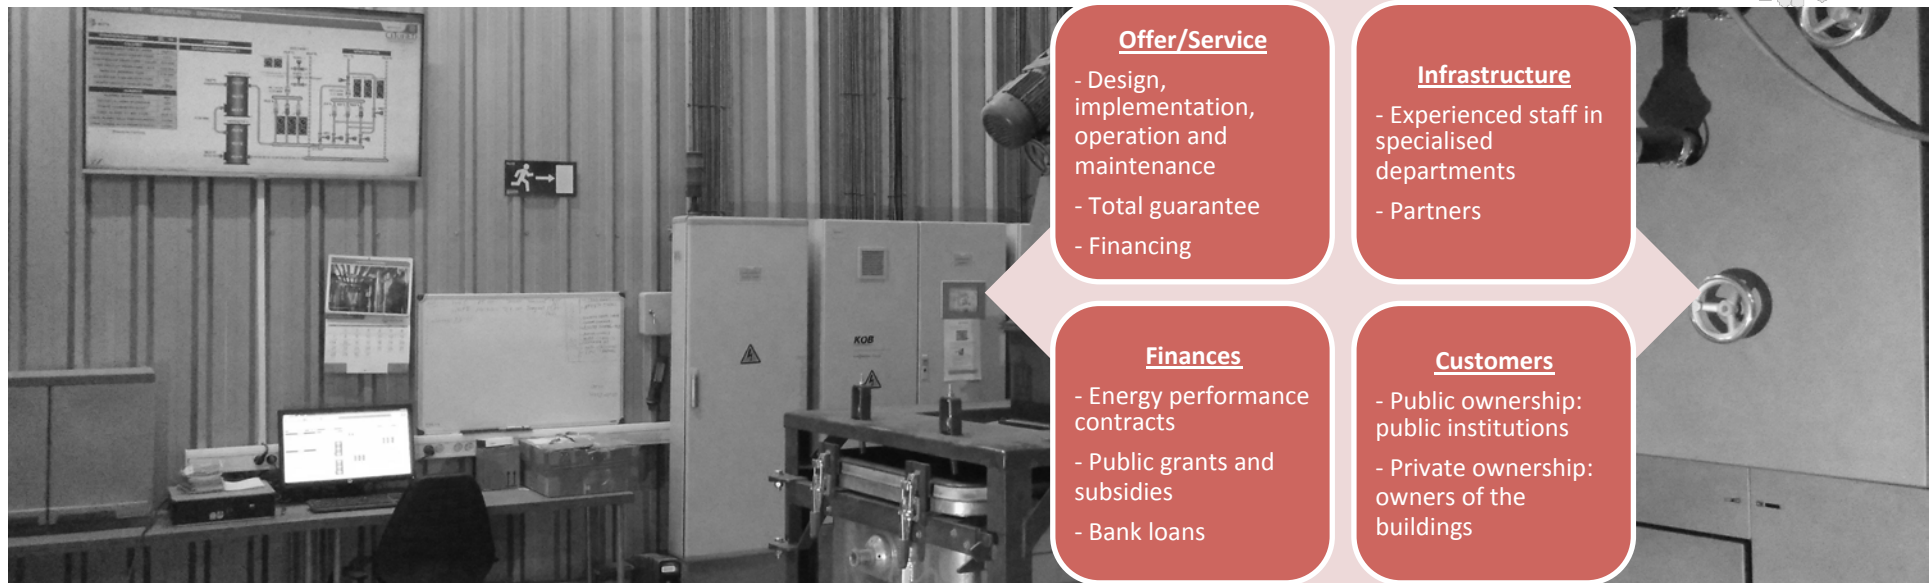 Offer/Service
- Design,
implementation,
operation and
maintenance
- Total guarantee
- Financing
Infrastructure
- Experienced staff in
specialised
departments
- Partners
Finances
- Energy performance
contracts
- Public grants and
subsidies
- Bank loans
Customers
- Public ownership:
public institutions
- Private ownership:
owners of the
buildings
KOB